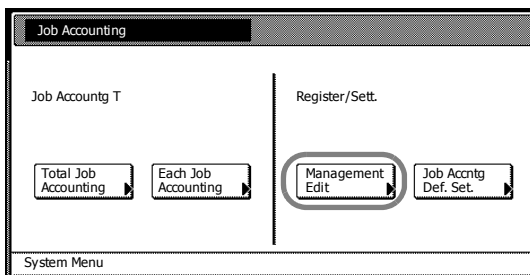 Job Accounting
Job Accountg T
Register/Sett.
Total Job
Accounting
Each Job
Accounting
Management
Edit
Job Accntg
Def. Set.
System Menu